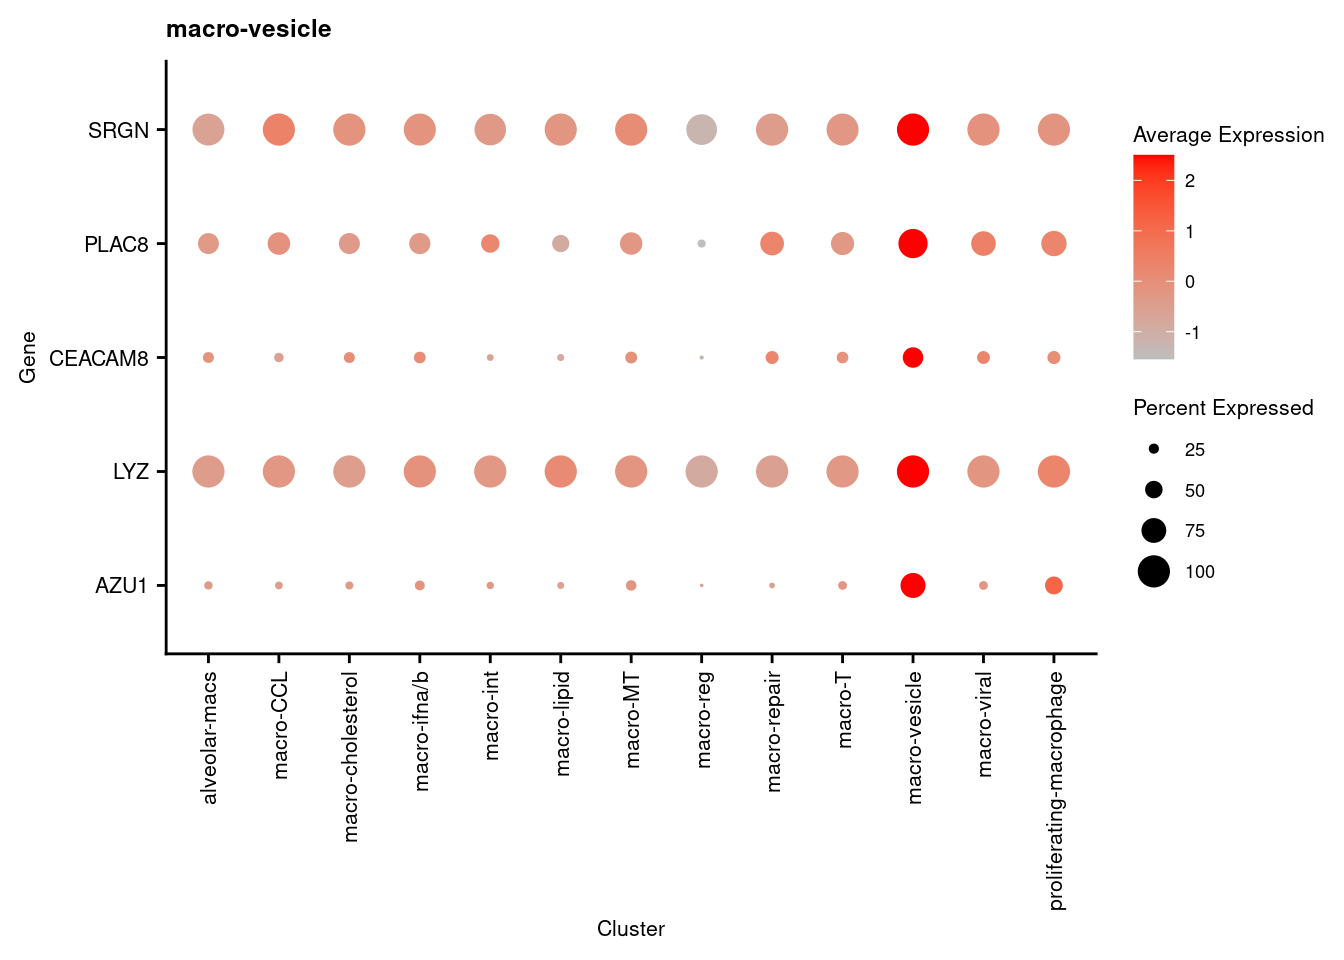 macro-vesicle
SRGN
PLAC8
CEACAM8
LYZ
AZU1
Gene
alveolar-macs
macro-CCL
macro-cholesterol
macro-ifna/b
macro-int
macro-lipid
macro-MT
macro-reg
macro-repair
macro-T
macro-vesicle
macro-viral
proliferating-macrophage
Cluster
Average Expression
2
1
0
-1
Percent Expressed
25
50
75
100